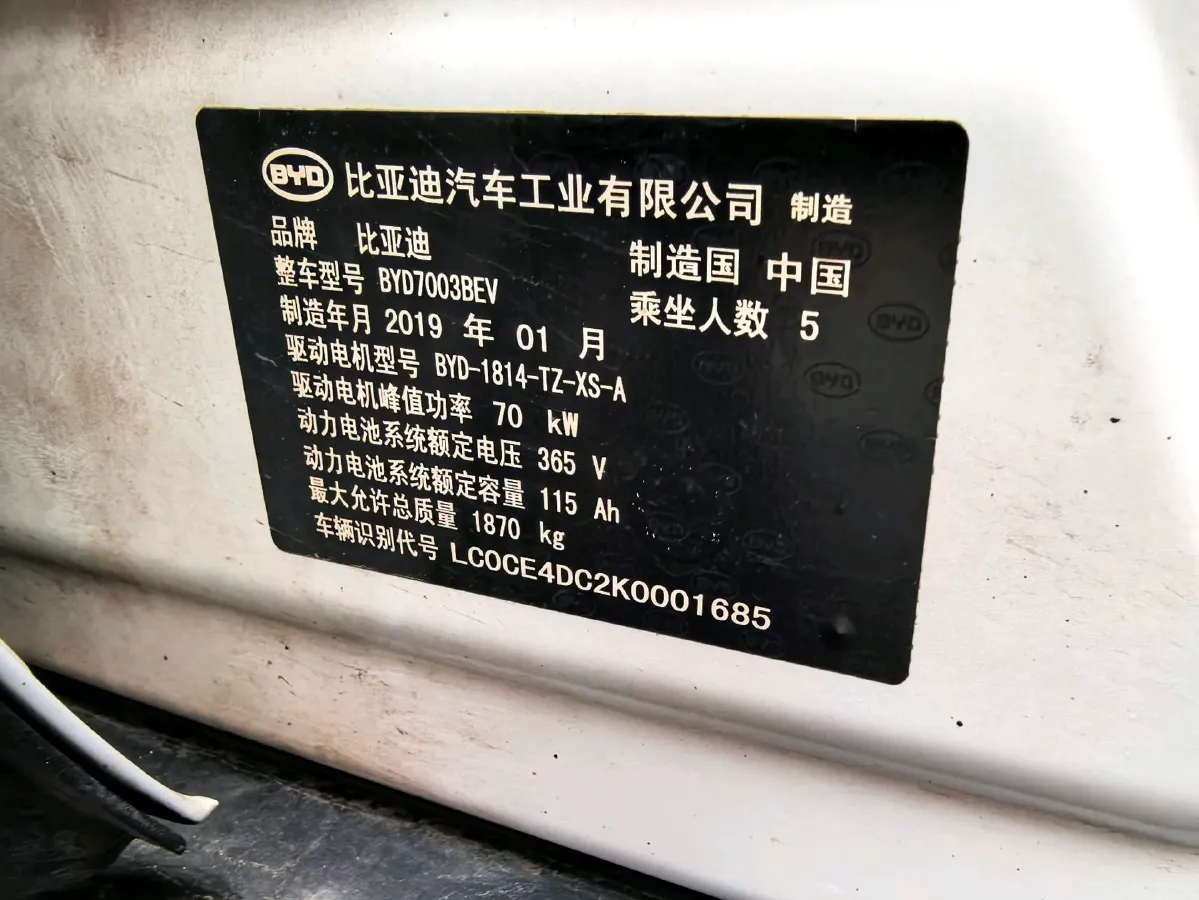 BYD 比亚迪汽车工业有限公司 制造
品牌 比亚迪 制造国 中国
整车型号 BYD7003BEV 乘坐人数 5
制造年月 2019 年 01 月
驱动电机型号 BYD-1814-TZ-XS-A
驱动电机峰值功率 70 kW
动力电池系统额定电压 365 V
动力电池系统额定容量 115 Ah
最大允许总质量 1870 kg
车辆识别代号 LC0CE4DC2K0001685